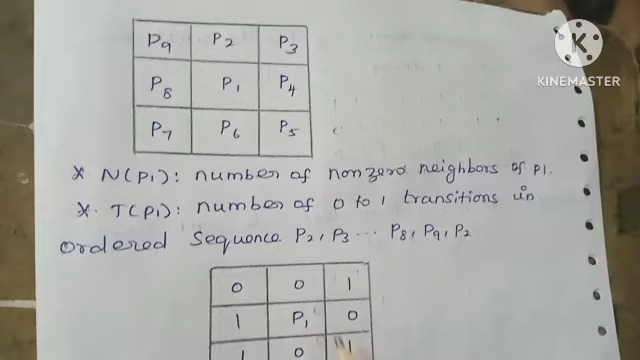 P9 P2 P3
KINEMASTER
P8 P1 P4
P7 P6 P5
* N(P1): number of nonzero neighbors of p1.
* T(P1): number of 0 to 1 transitions in
ordered sequence P2, P3 ... P8, P9, P2
0 0 1
1 P1 0
1 0 1